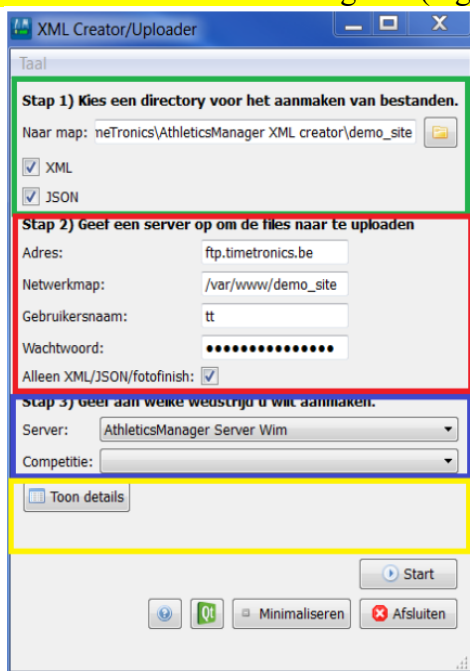 XML Creator/Uploader
Taal
Stap 1) Kies een directory voor het aanmaken van bestanden.
Naar map: neTronics\AthleticsManager XML creator\demo_site
XML
JSON
Stap 2) Geef een server op om de files naar te uploaden
Adres: ftp.timetronics.be
Netwerkmap: /var/www/demo_site
Gebruikersnaam: tt
Wachtwoord: ●●●●●●●●●●●●●●●
Alleen XML/JSON/fotofinish:
Stap 3) Geef aan welke wedstrijd u wilt aanmaken.
Server: AthleticsManager Server Wim
Competitie:
Toon details
Start
Qt Minimaliseren Afsluiten